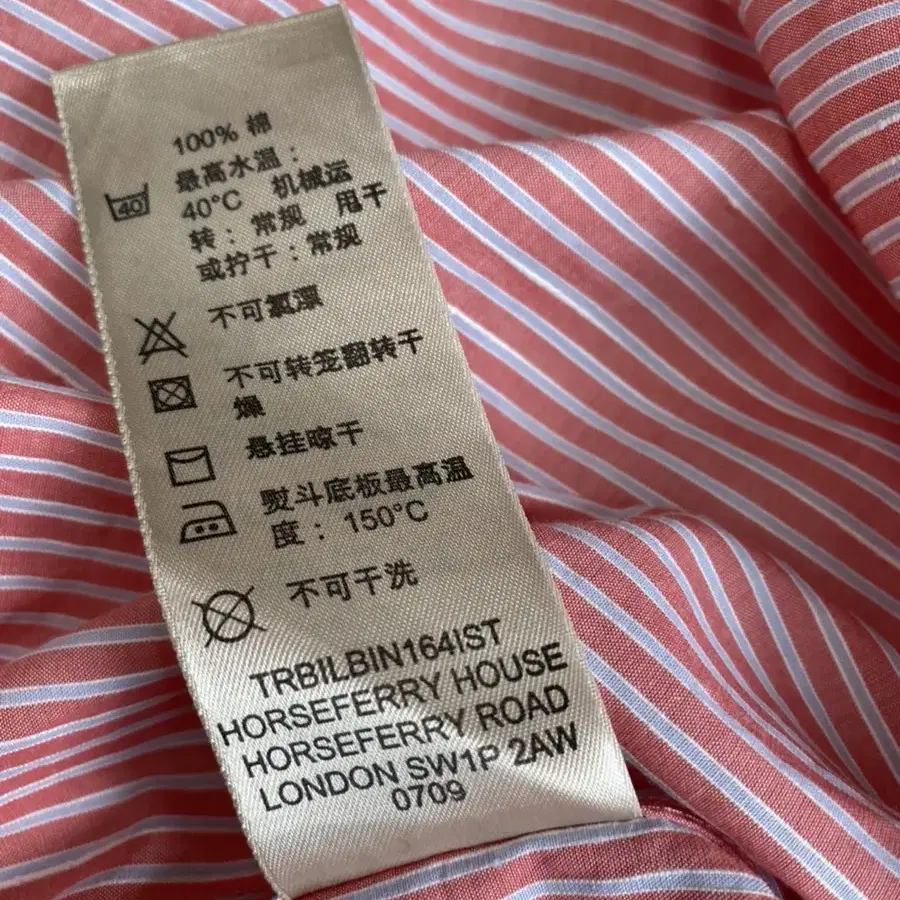 100% 棉
最高水温：
40°C 机械运
转：常规 甩干
或拧干：常规
40
不可氯漂
不可转笼翻转干
燥
悬挂晾干
熨斗底板最高温
度：150°C
不可干洗
TRBILBIN164IST
HORSEFERRY HOUSE
HORSEFERRY ROAD
LONDON SW1P 2AW
0709